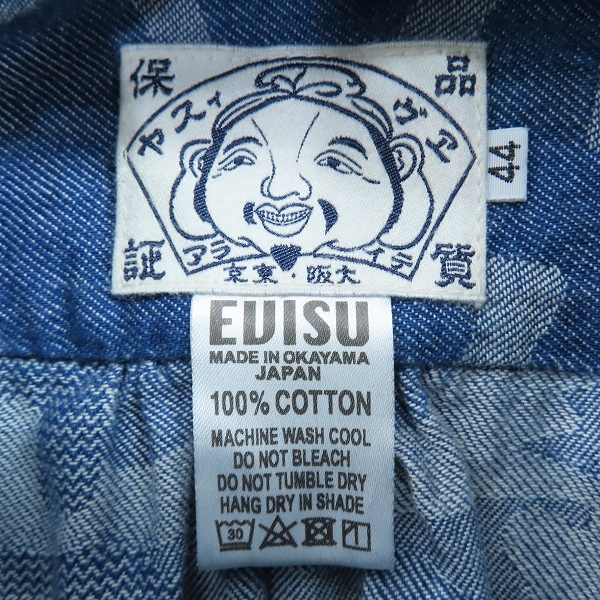 品質保証
ヱヴィスヤ
テイラア
大阪・東京
44
EVISU
MADE IN OKAYAMA
JAPAN
100% COTTON
MACHINE WASH COOL
DO NOT BLEACH
DO NOT TUMBLE DRY
HANG DRY IN SHADE
30